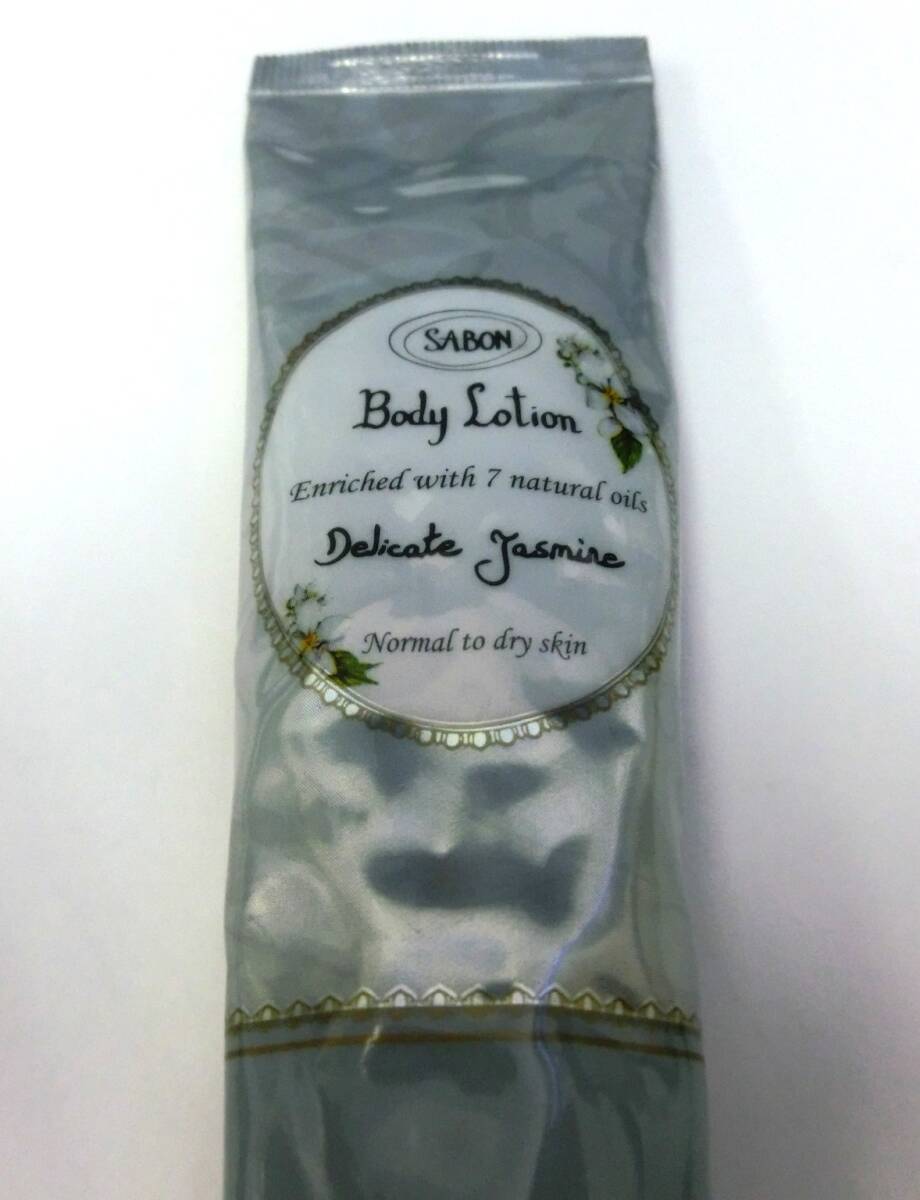 SABON
Body Lotion
Enriched with 7 natural oils
Delicate Jasmine
Normal to dry skin